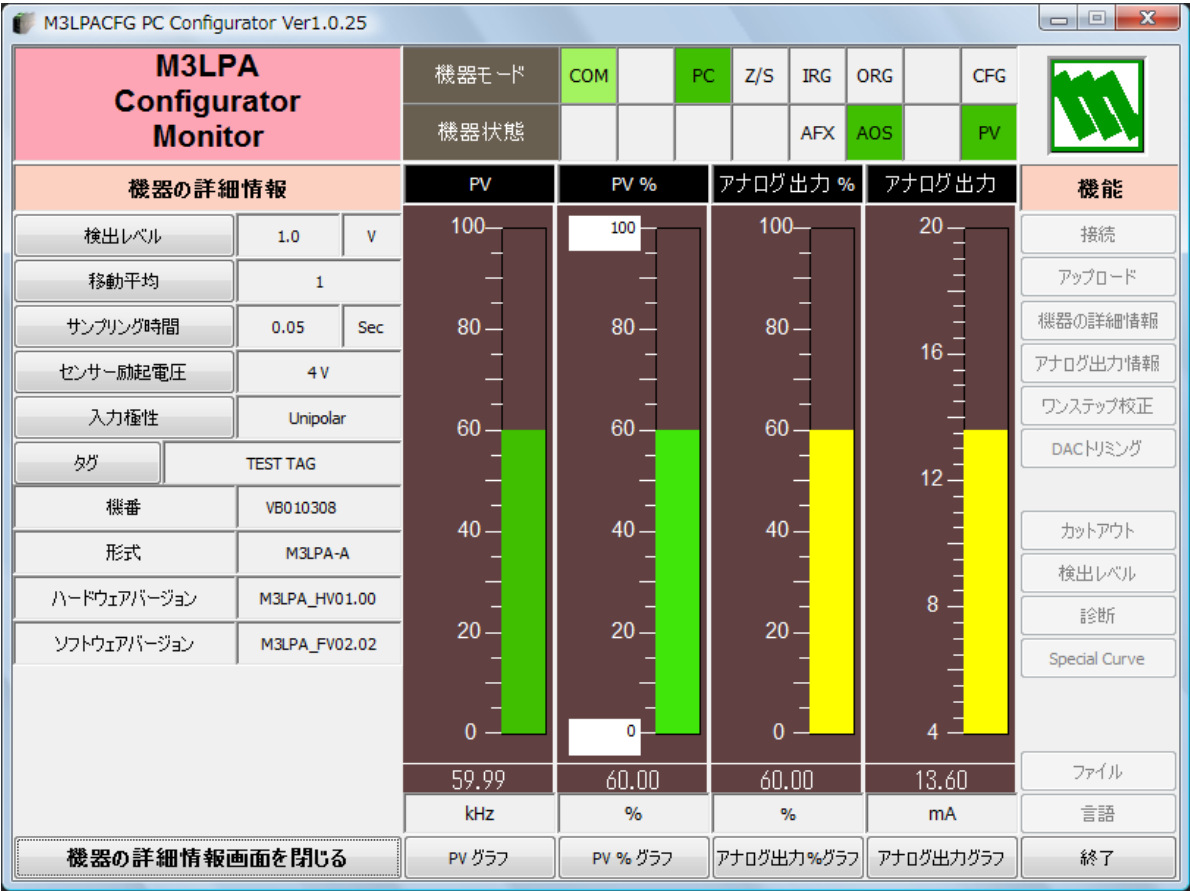 M3LPACFG PC Configurator Ver1.0.25
M3LPA
Configurator
Monitor
機器モード
COM
PC
Z/S
IRG
ORG
CFG
機器状態
AFX
AOS
PV
機器の詳細情報
検出レベル
1.0
V
移動平均
1
サンプリング時間
0.05
Sec
センサー励起電圧
4 V
入力極性
Unipolar
タグ
TEST TAG
機番
VB010308
形式
M3LPA-A
ハードウェアバージョン
M3LPA_HV01.00
ソフトウェアバージョン
M3LPA_FV02.02
機器の詳細情報画面を閉じる
PV
100
80
60
40
20
0
59.99
kHz
PV グラフ
PV %
100
80
60
40
20
0
60.00
%
PV % グラフ
アナログ出力 %
100
80
60
40
20
0
60.00
%
アナログ出力%グラフ
アナログ出力
20
16
12
8
4
13.60
mA
アナログ出力グラフ
機能
接続
アップロード
機器の詳細情報
アナログ出力情報
ワンステップ校正
DACトリミング
カットアウト
検出レベル
診断
Special Curve
ファイル
言語
終了